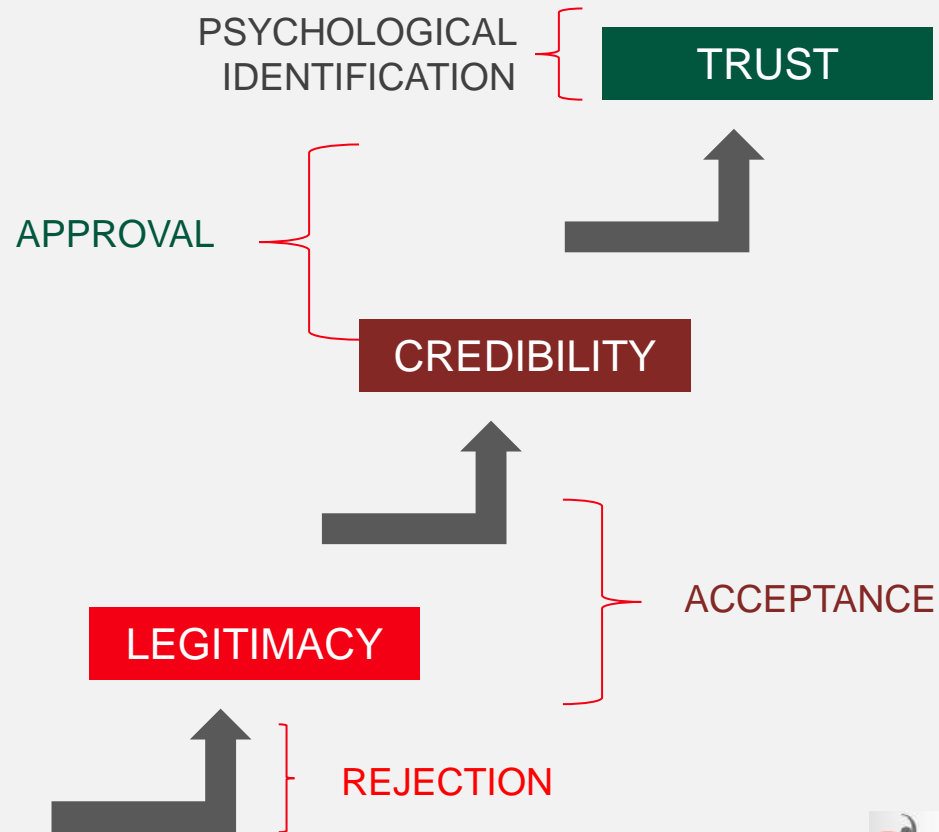 PSYCHOLOGICAL
IDENTIFICATION
TRUST
APPROVAL
CREDIBILITY
ACCEPTANCE
LEGITIMACY
REJECTION